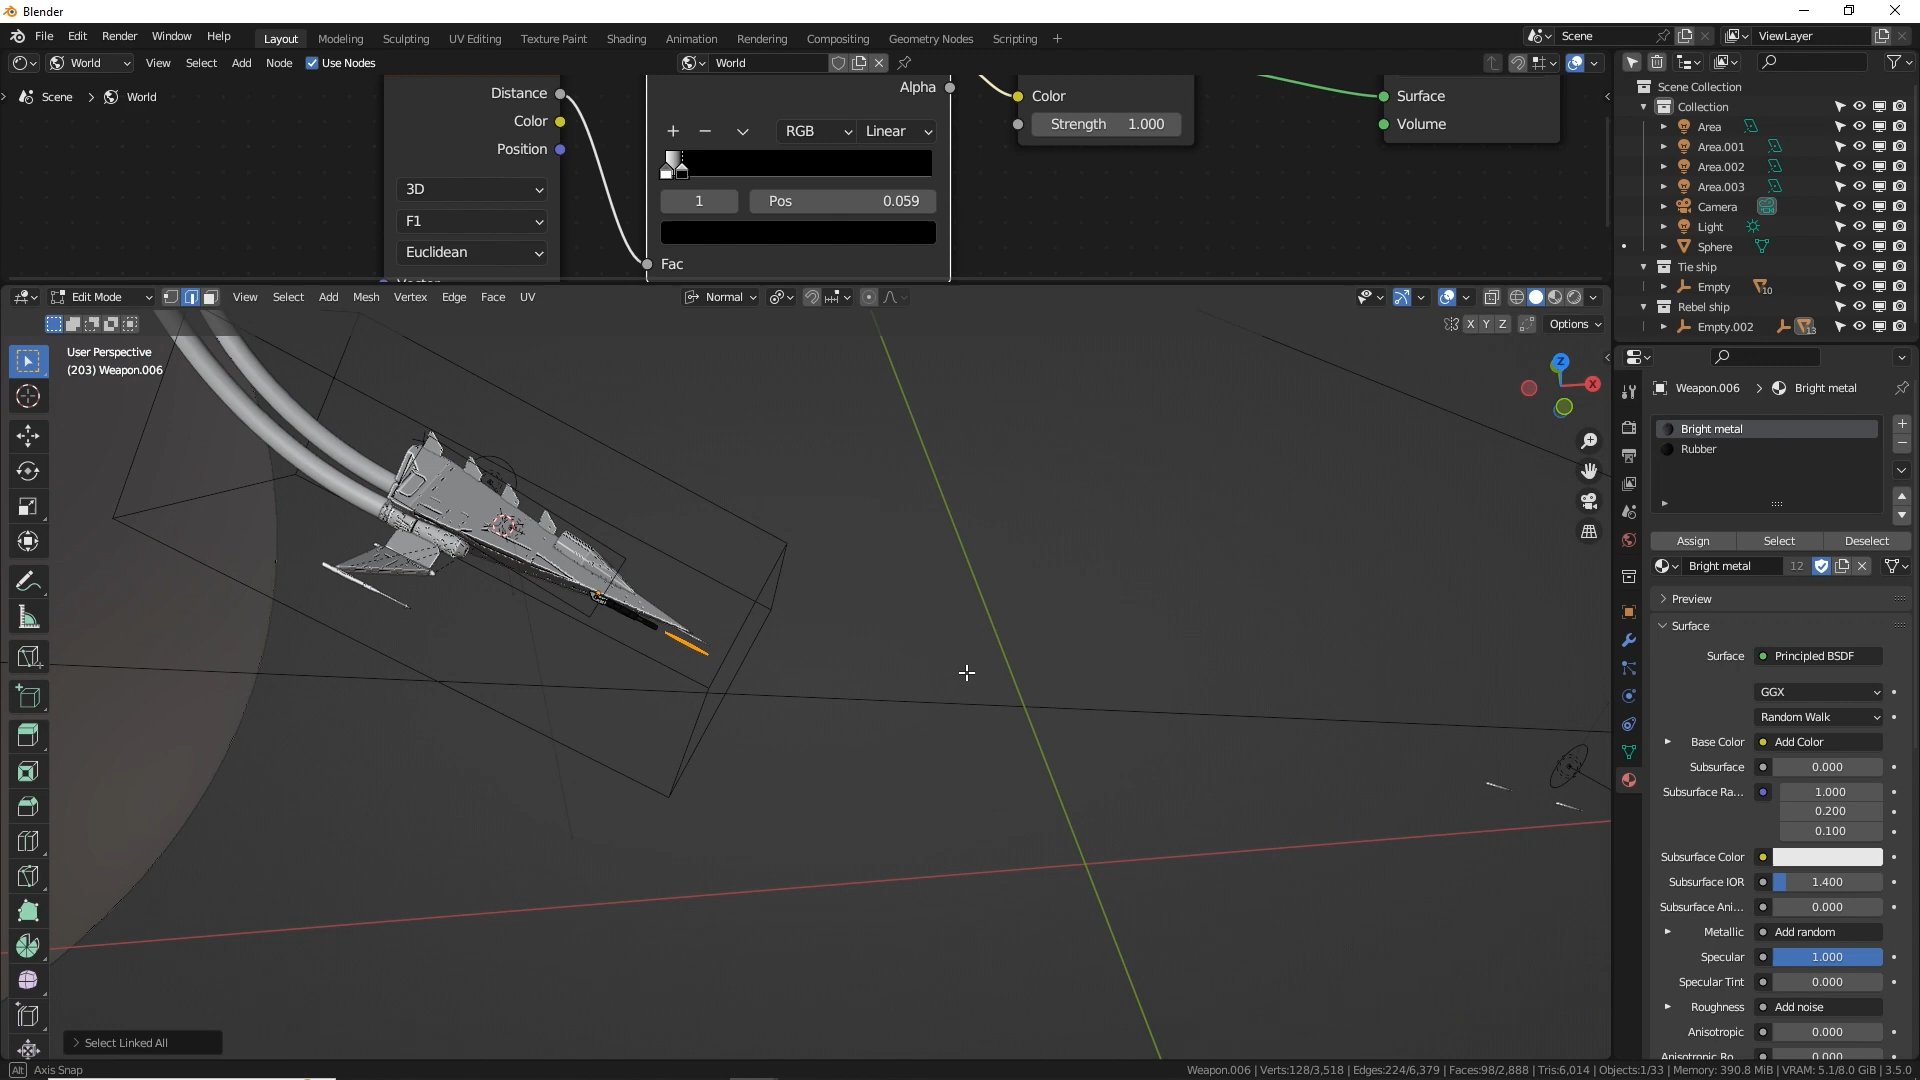 Blender
File Edit Render Window Help
Layout Modeling Sculpting UV Editing Texture Paint Shading Animation Rendering Compositing Geometry Nodes Scripting +
Scene
ViewLayer
World View Select Add Node Use Nodes
World
Scene > World
Distance
Color
Position
3D
F1
Euclidean
Alpha
RGB
Linear
1
Pos 0.059
Fac
Color
Strength 1.000
Surface
Volume
Scene Collection
Collection
Area
Area.001
Area.002
Area.003
Camera
Light
Sphere
Tie ship
Empty 10
Rebel ship
Empty.002 13
Edit Mode View Select Add Mesh Vertex Edge Face UV
Normal
X Y Z Options
User Perspective
(203) Weapon.006
Z
X
Weapon.006 > Bright metal
Bright metal
Rubber
Assign Select Deselect
Bright metal 12
Preview
Surface
Surface Principled BSDF
GGX
Random Walk
Base Color Add Color
Subsurface 0.000
Subsurface Ra... 1.000
0.200
0.100
Subsurface Color
Subsurface IOR 1.400
Subsurface Ani... 0.000
Metallic Add random
Specular 1.000
Specular Tint 0.000
Roughness Add noise
Anisotropic 0.000
Anisotropic Ro... 0.000
> Select Linked All
Alt Axis Snap
Weapon.006 | Verts:128/3,518 | Edges:224/6,379 | Faces:98/2,888 | Tris:6,014 | Objects:1/33 | Memory: 390.8 MiB | VRAM: 5.1/8.0 GiB | 3.5.0